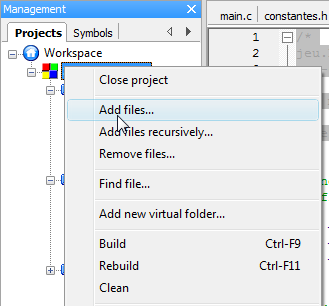 Management
Projects
Symbols
Workspace
Close project
Add files...
Add files recursively...
Remove files...
Find file...
Add new virtual folder...
Build Ctrl-F9
Rebuild Ctrl-F11
Clean
main.c constantes.h
1 /*
2 jeu.
3